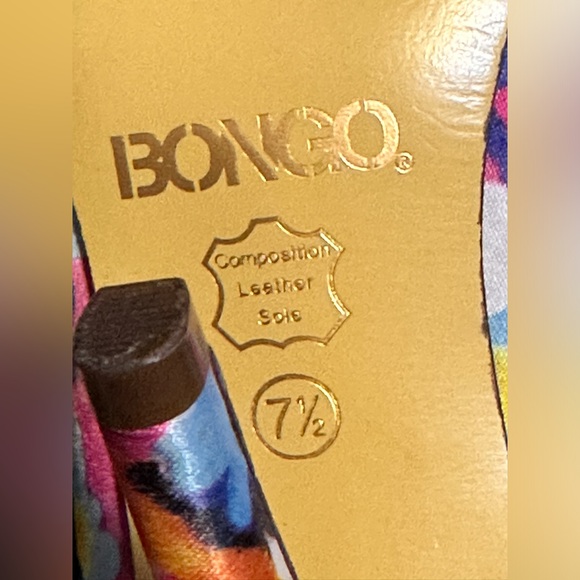 BONGO®
Composition
Leather
Sole
7½